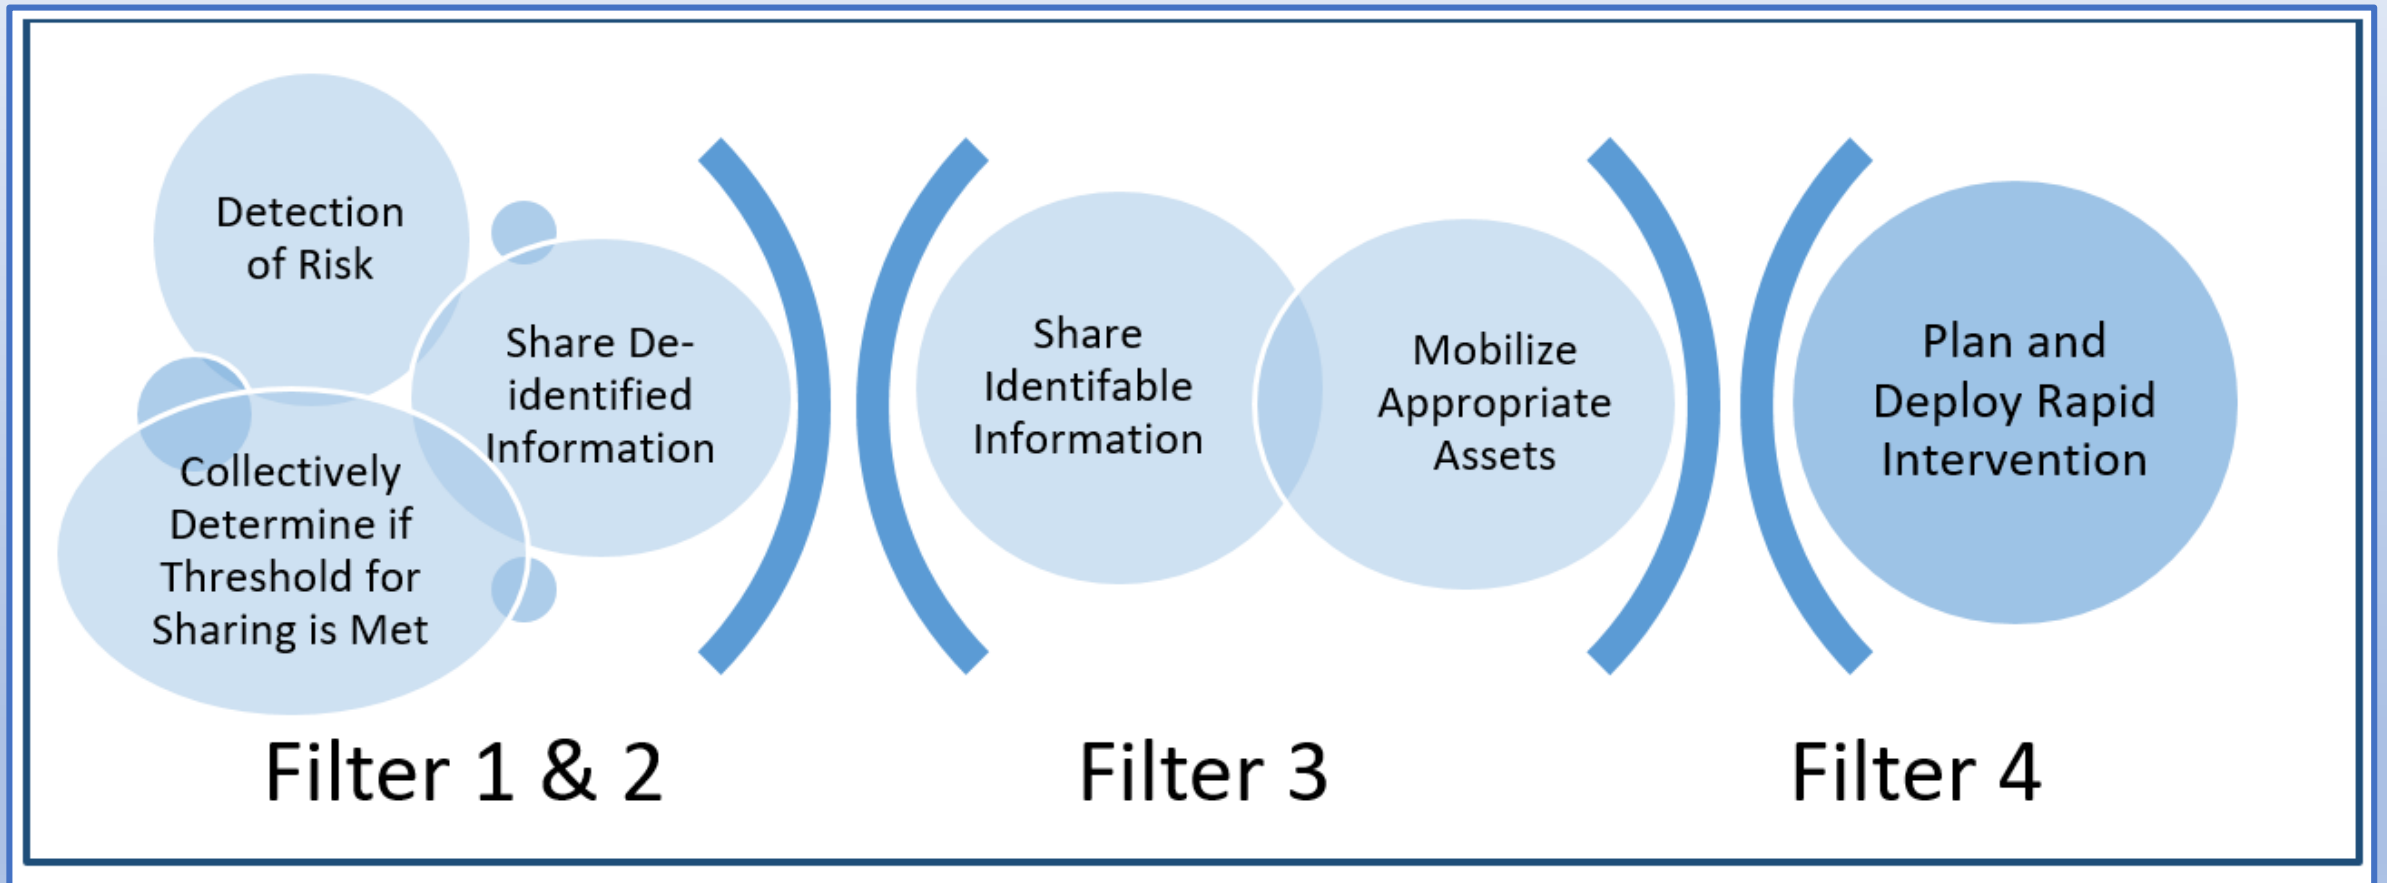 Detection
of Risk
Share De-
identified
Information
Collectively
Determine if
Threshold for
Sharing is Met
Share
Identifable
Information
Mobilize
Appropriate
Assets
Plan and
Deploy Rapid
Intervention
Filter 1 & 2
Filter 3
Filter 4